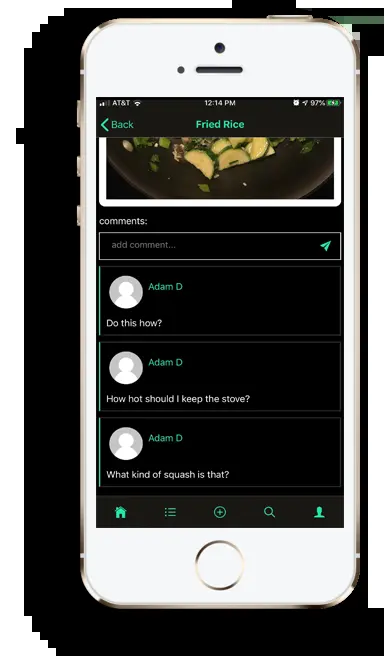 AT&T 12:14 PM 97%
Back Fried Rice
comments:
add comment...
Adam D
Do this how?
Adam D
How hot should I keep the stove?
Adam D
What kind of squash is that?